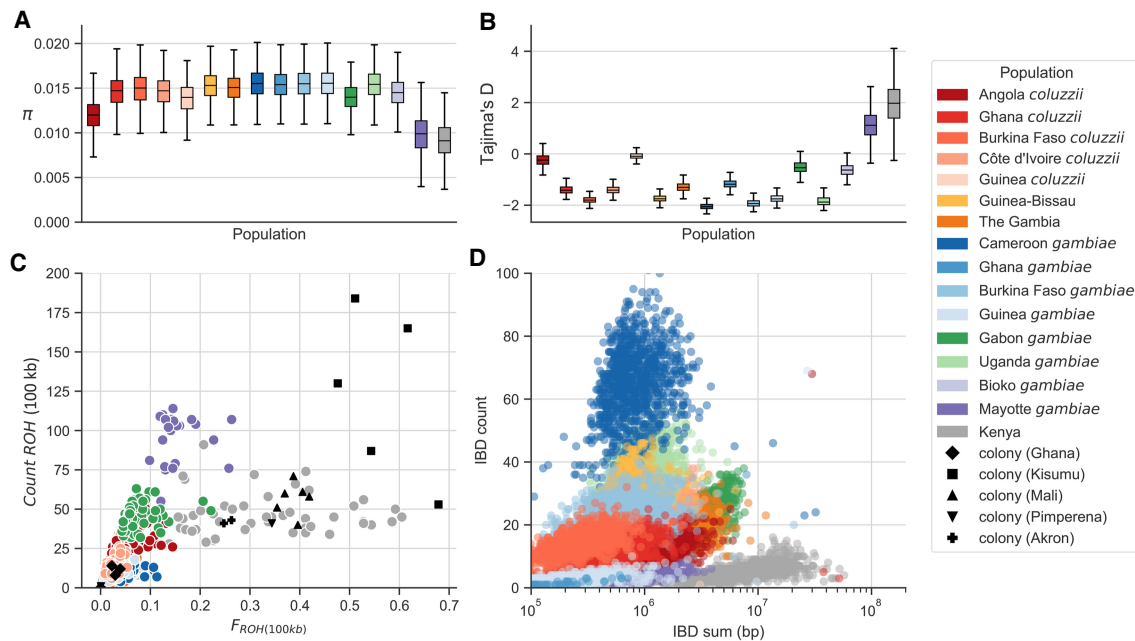 A
π
0.020
0.015
0.010
0.005
0.000
Population
B
Tajima's D
4
2
0
−2
Population
C
Count ROH (100 kb)
200
175
150
125
100
75
50
25
0
0.0 0.1 0.2 0.3 0.4 0.5 0.6 0.7
F_ROH(100kb)
D
IBD count
100
80
60
40
20
0
10^5 10^6 10^7 10^8
IBD sum (bp)
Population
Angola coluzzii
Ghana coluzzii
Burkina Faso coluzzii
Côte d'Ivoire coluzzii
Guinea coluzzii
Guinea-Bissau
The Gambia
Cameroon gambiae
Ghana gambiae
Burkina Faso gambiae
Guinea gambiae
Gabon gambiae
Uganda gambiae
Bioko gambiae
Mayotte gambiae
Kenya
colony (Ghana)
colony (Kisumu)
colony (Mali)
colony (Pimperena)
colony (Akron)